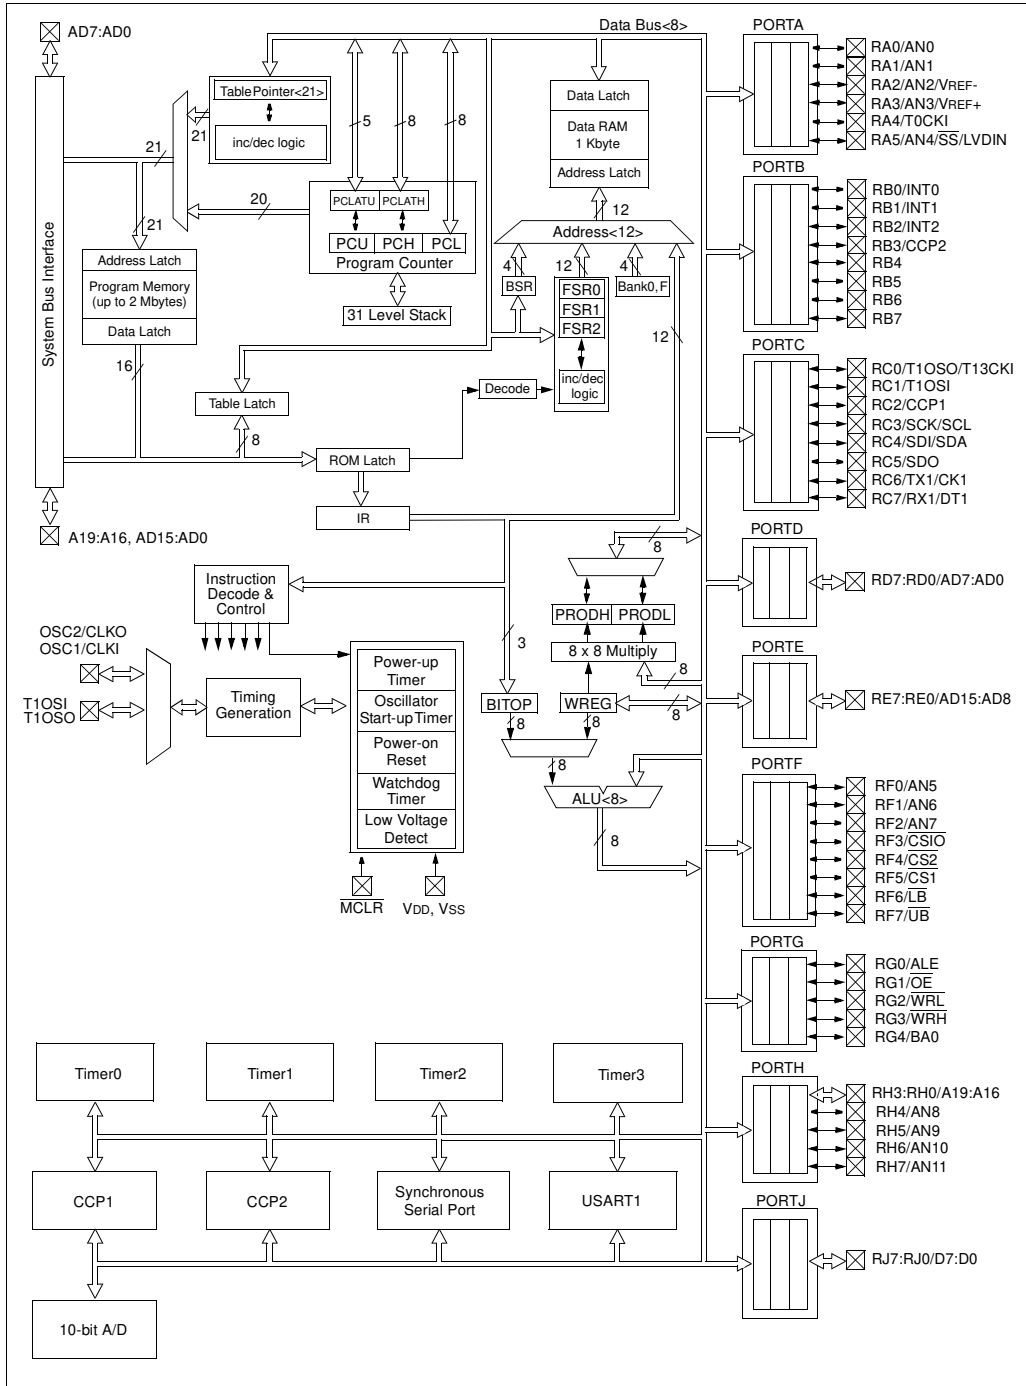 AD7:AD0
Data Bus<8>
Table Pointer<21>
inc/dec logic
21
21
5
8
8
21
20
PCLATU
PCLATH
PCU
PCH
PCL
Program Counter
31 Level Stack
System Bus Interface
Address Latch
Program Memory
(up to 2 Mbytes)
Data Latch
16
Table Latch
8
ROM Latch
IR
A19:A16, AD15:AD0
Data Latch
Data RAM
1 Kbyte
Address Latch
12
Address<12>
4
12
4
BSR
FSR0
FSR1
FSR2
Bank0, F
12
inc/dec
logic
Decode
8
Instruction
Decode &
Control
PRODH
PRODL
3
8 x 8 Multiply
8
OSC2/CLKO
OSC1/CLKI
T1OSI
T1OSO
Timing
Generation
Power-up
Timer
Oscillator
Start-up Timer
Power-on
Reset
Watchdog
Timer
Low Voltage
Detect
MCLR
VDD, VSS
BITOP
WREG
8
8
8
8
ALU<8>
8
PORTA
RA0/AN0
RA1/AN1
RA2/AN2/VREF-
RA3/AN3/VREF+
RA4/T0CKI
RA5/AN4/SS/LVDIN
PORTB
RB0/INT0
RB1/INT1
RB2/INT2
RB3/CCP2
RB4
RB5
RB6
RB7
PORTC
RC0/T1OSO/T13CKI
RC1/T1OSI
RC2/CCP1
RC3/SCK/SCL
RC4/SDI/SDA
RC5/SDO
RC6/TX1/CK1
RC7/RX1/DT1
PORTD
RD7:RD0/AD7:AD0
PORTE
RE7:RE0/AD15:AD8
PORTF
RF0/AN5
RF1/AN6
RF2/AN7
RF3/CSIO
RF4/CS2
RF5/CS1
RF6/LB
RF7/UB
PORTG
RG0/ALE
RG1/OE
RG2/WRL
RG3/WRH
RG4/BA0
PORTH
RH3:RH0/A19:A16
RH4/AN8
RH5/AN9
RH6/AN10
RH7/AN11
PORTJ
RJ7:RJ0/D7:D0
Timer0
Timer1
Timer2
Timer3
CCP1
CCP2
Synchronous
Serial Port
USART1
10-bit A/D